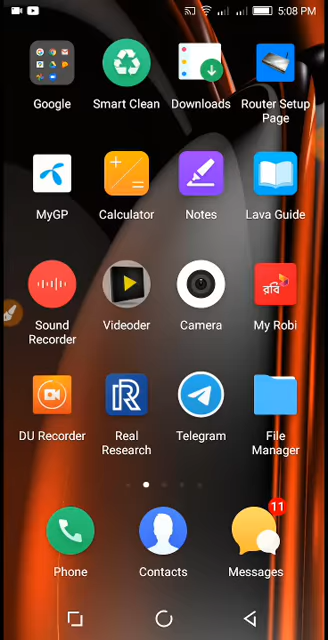 5:08 PM
Google Smart Clean Downloads Router Setup Page
MyGP Calculator Notes Lava Guide
রবি
Sound Recorder Videoder Camera My Robi
DU Recorder Real Research Telegram File Manager
11
Phone Contacts Messages